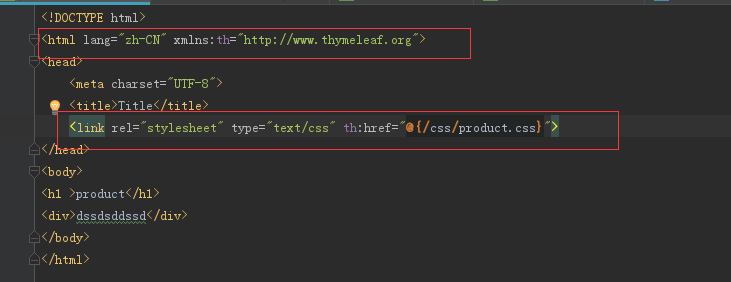 <!DOCTYPE html>
<html lang="zh-CN" xmlns:th="http://www.thymeleaf.org">
<head>
    <meta charset="UTF-8">
    <title>Title</title>
    <link rel="stylesheet" type="text/css" th:href="@{/css/product.css}">
</head>
<body>
<h1 >product</h1>
<div>dssdsddssd</div>
</body>
</html>